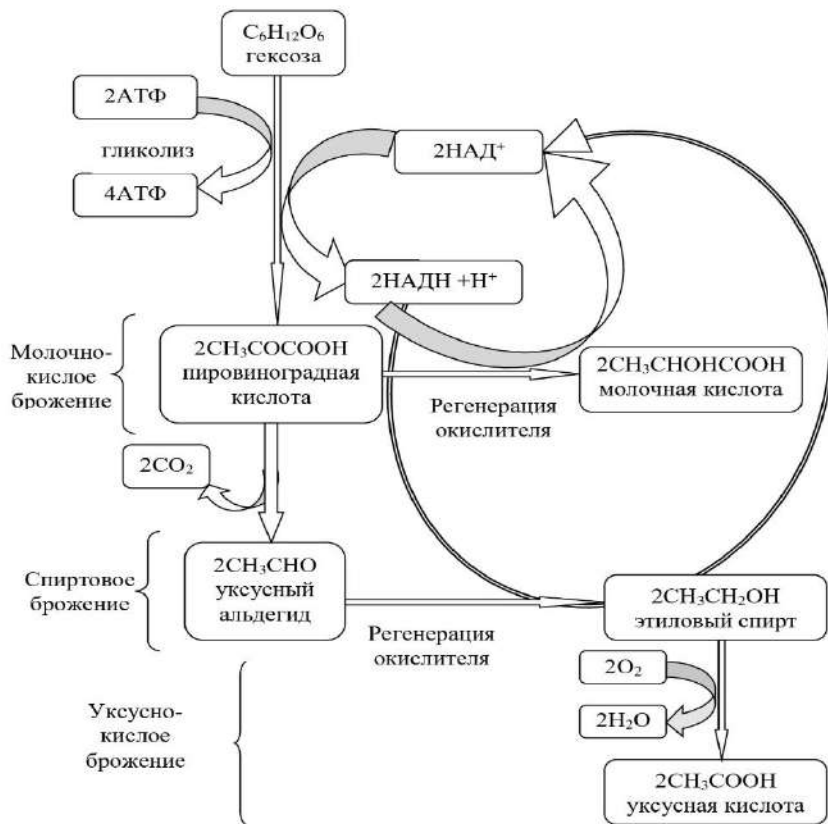 C₆H₁₂O₆
гексоза
2АТФ
гликолиз
4АТФ
2НАД⁺
2НАДН +Н⁺
Молочно-
кислое
брожение
2CH₃COCOOH
пировиноградная
кислота
2CH₃CHOHCOOH
молочная кислота
Регенерация
окислителя
2CO₂
Спиртовое
брожение
2CH₃CHO
уксусный
альдегид
2CH₃CH₂OH
этиловый спирт
Регенерация
окислителя
2O₂
2H₂O
Уксусно-
кислое
брожение
2CH₃COOH
уксусная кислота